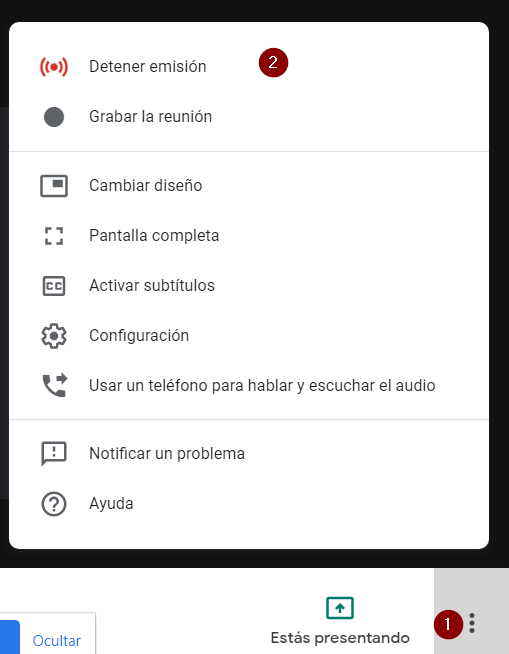 Detener emisión
2
Grabar la reunión
Cambiar diseño
Pantalla completa
CC
Activar subtítulos
Configuración
Usar un teléfono para hablar y escuchar el audio
Notificar un problema
Ayuda
Ocultar
Estás presentando
1